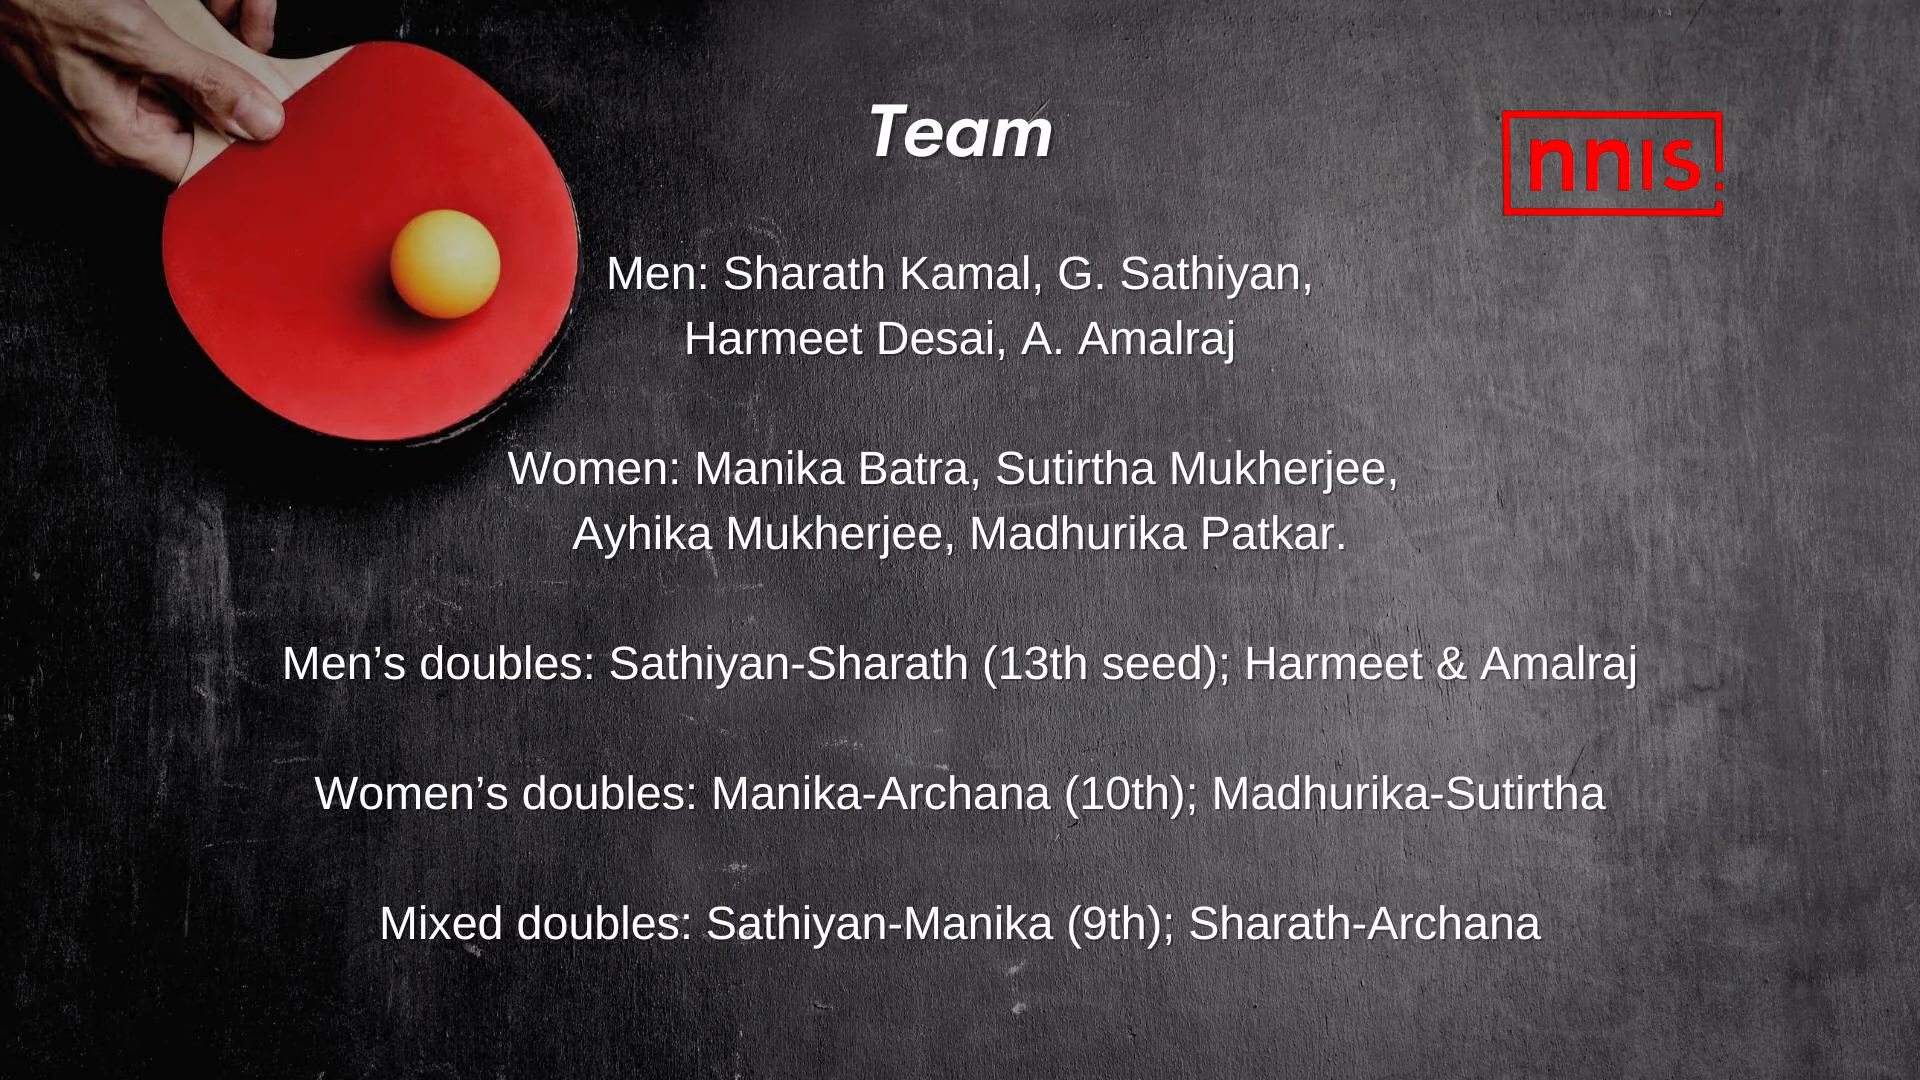 Team
nnis!
Men: Sharath Kamal, G. Sathiyan,
Harmeet Desai, A. Amalraj
Women: Manika Batra, Sutirtha Mukherjee,
Ayhika Mukherjee, Madhurika Patkar.
Men’s doubles: Sathiyan-Sharath (13th seed); Harmeet & Amalraj
Women’s doubles: Manika-Archana (10th); Madhurika-Sutirtha
Mixed doubles: Sathiyan-Manika (9th); Sharath-Archana